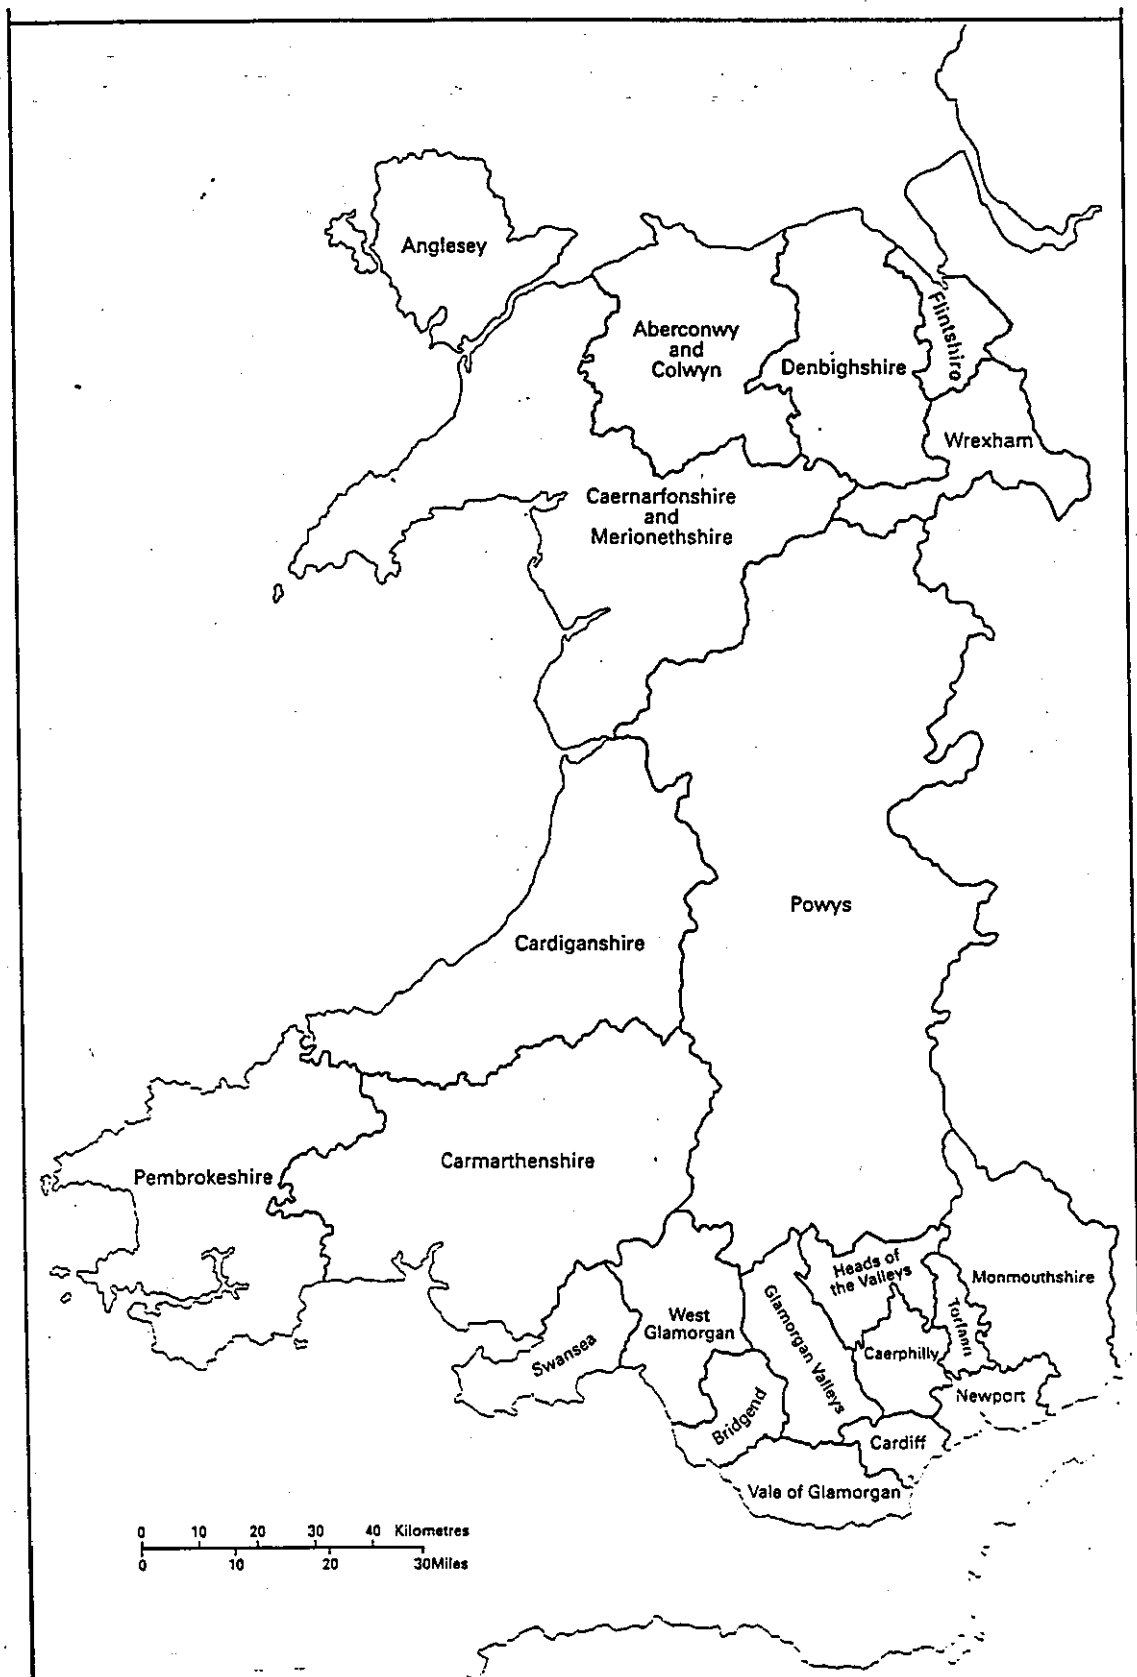 Anglesey
Aberconwy
and
Colwyn
Denbighshire
Flintshire
Wrexham
Caernarfonshire
and
Merionethshire
Powys
Cardiganshire
Carmarthenshire
Pembrokeshire
Heads of
the Valleys
Monmouthshire
Torfaen
West
Glamorgan
Glamorgan Valleys
Caerphilly
Swansea
Newport
Bridgend
Cardiff
Vale of Glamorgan
0 10 20 30 40 Kilometres
0 10 20 30Miles